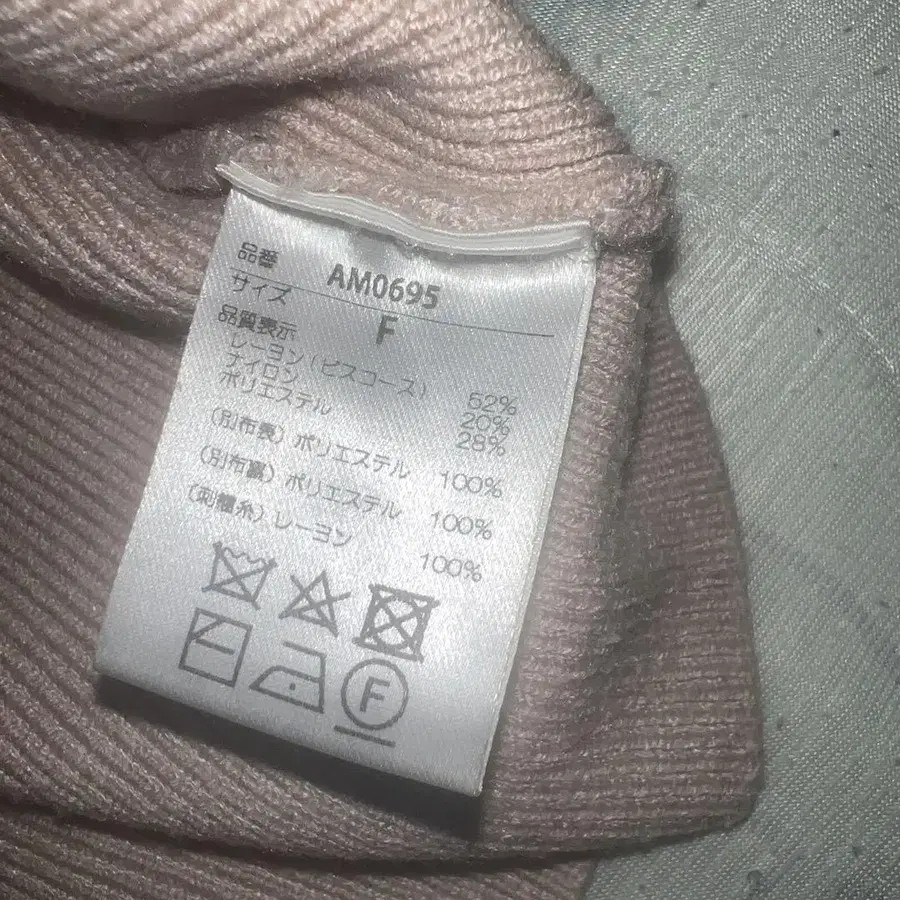 品番 AM0695
サイズ F
品質表示
レーヨン(ビスコース) 52%
ナイロン 20%
ポリエステル 28%
(別布表) ポリエステル 100%
(別布裏) ポリエステル 100%
(刺繍糸) レーヨン 100%
F